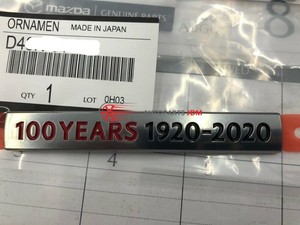 mazda
GENUINE
PARTS
ORNAMEN
MADE IN JAPAN
QTY 1 LOT 0H03
100 YEARS 1920-2020
4